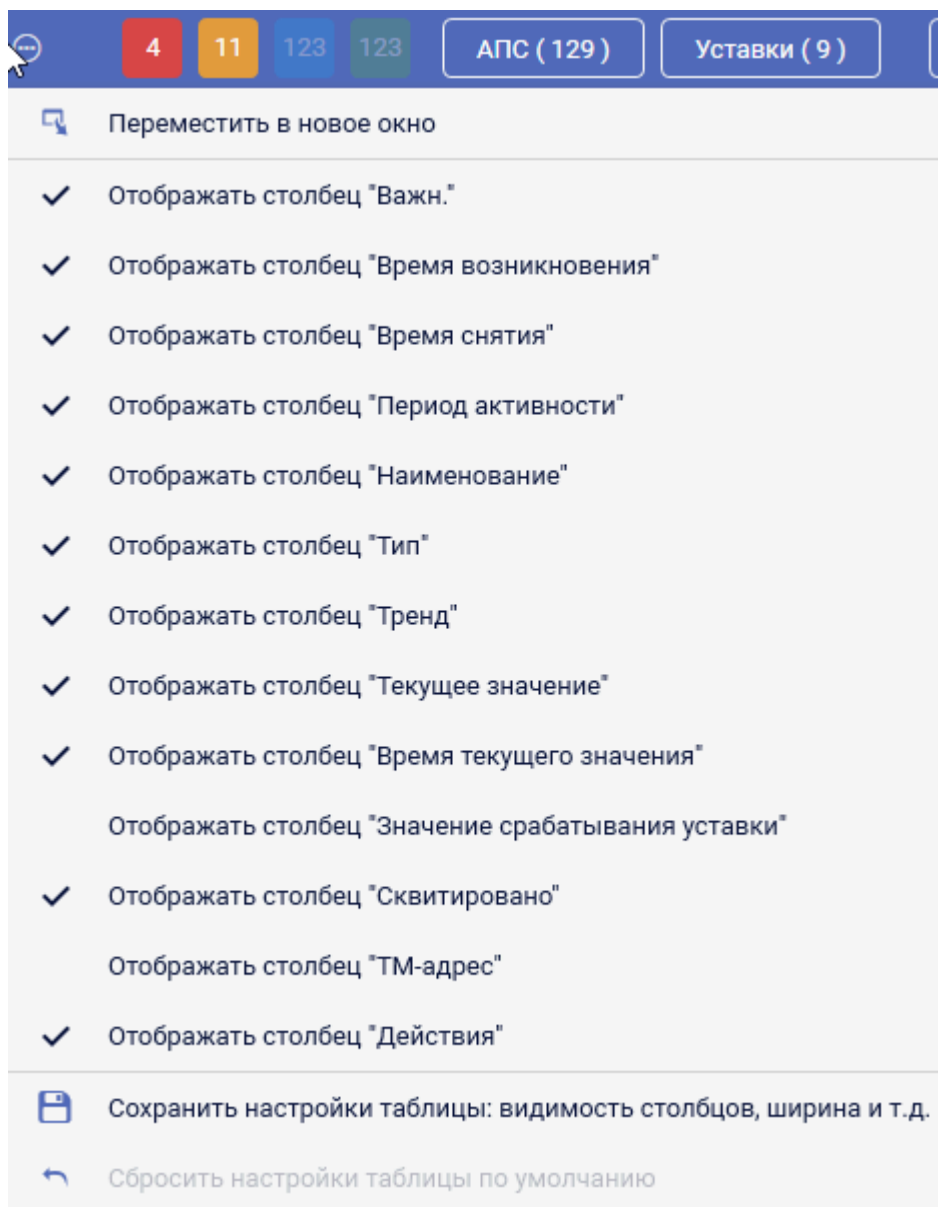 4 11 123 123 АПС ( 129 ) Уставки ( 9 )
Переместить в новое окно
Отображать столбец "Важн."
Отображать столбец "Время возникновения"
Отображать столбец "Время снятия"
Отображать столбец "Период активности"
Отображать столбец "Наименование"
Отображать столбец "Тип"
Отображать столбец "Тренд"
Отображать столбец "Текущее значение"
Отображать столбец "Время текущего значения"
Отображать столбец "Значение срабатывания уставки"
Отображать столбец "Сквитировано"
Отображать столбец "ТМ-адрес"
Отображать столбец "Действия"
Сохранить настройки таблицы: видимость столбцов, ширина и т.д.
Сбросить настройки таблицы по умолчанию